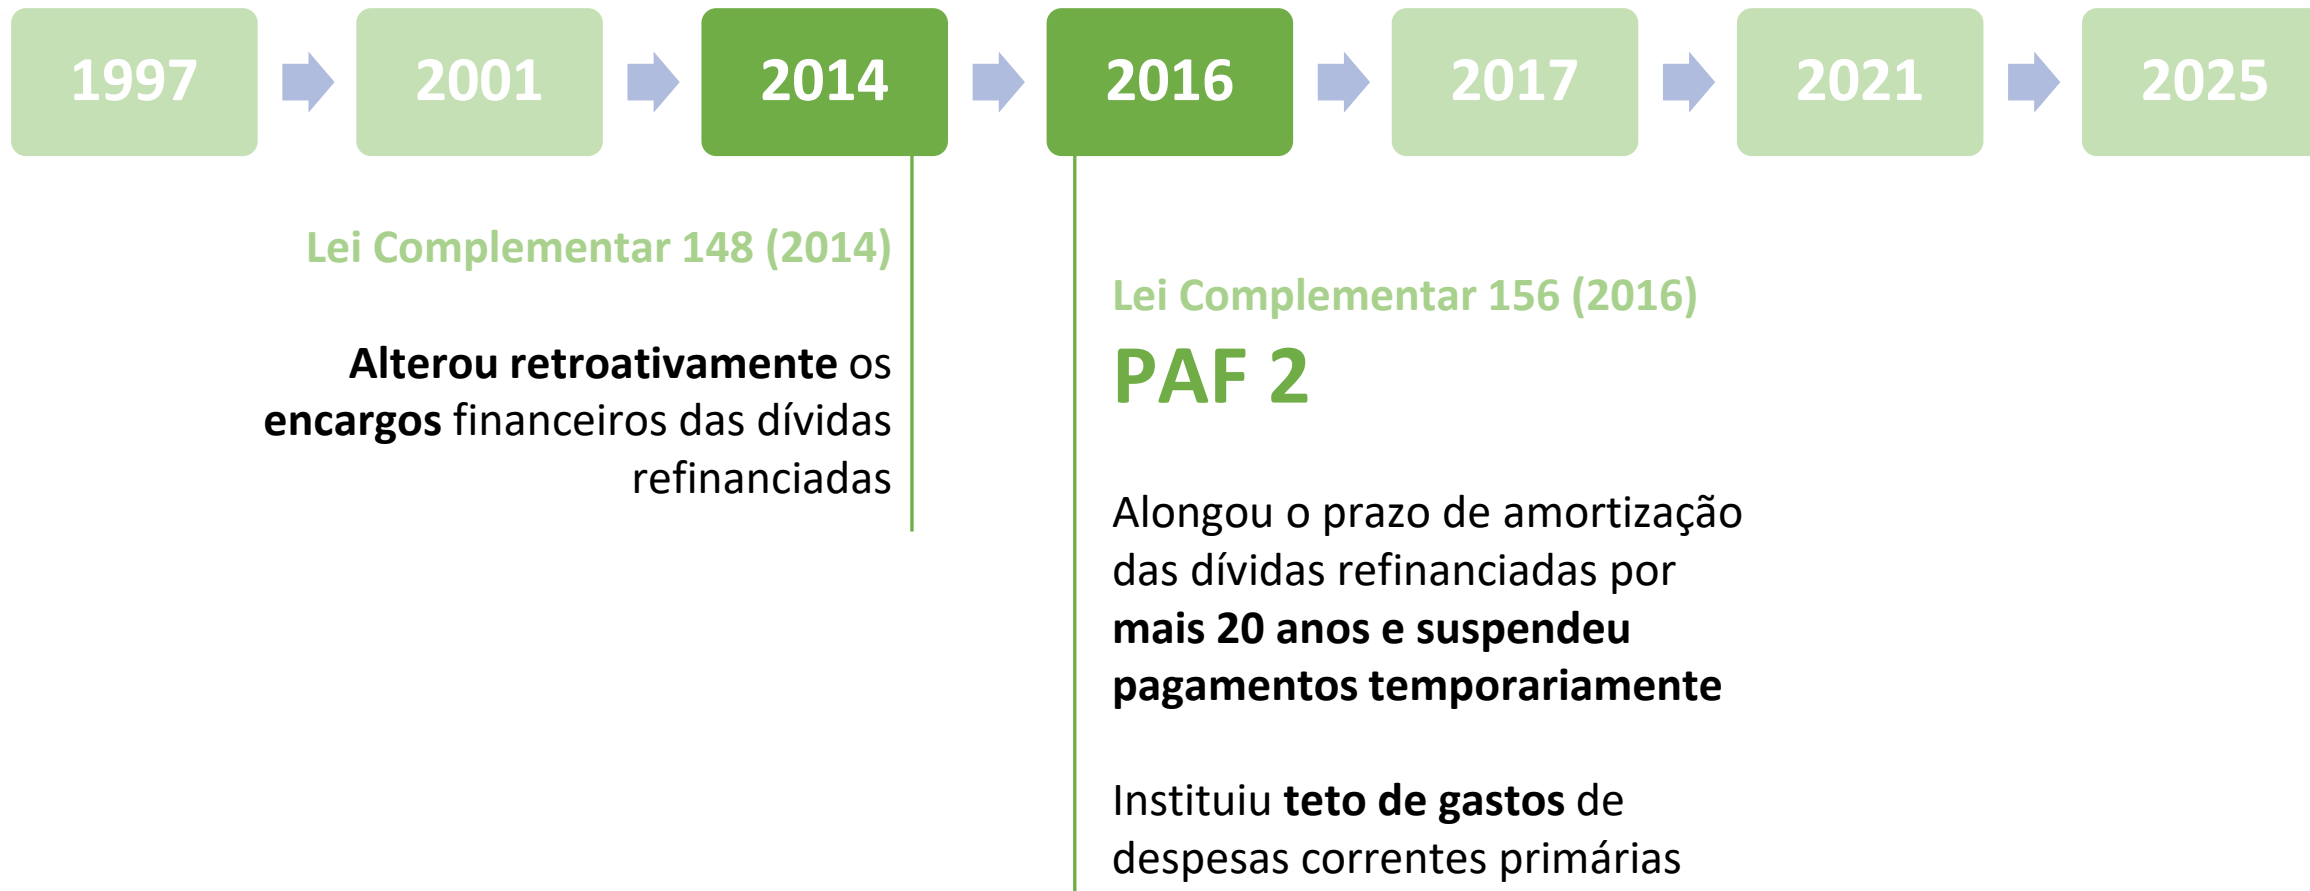 1997
2001
2014
2016
2017
2021
2025
Lei Complementar 148 (2014)
Alterou retroativamente os
encargos financeiros das dívidas
refinanciadas
Lei Complementar 156 (2016)
PAF 2
Alongou o prazo de amortização
das dívidas refinanciadas por
mais 20 anos e suspendeu
pagamentos temporariamente
Instituiu teto de gastos de
despesas correntes primárias